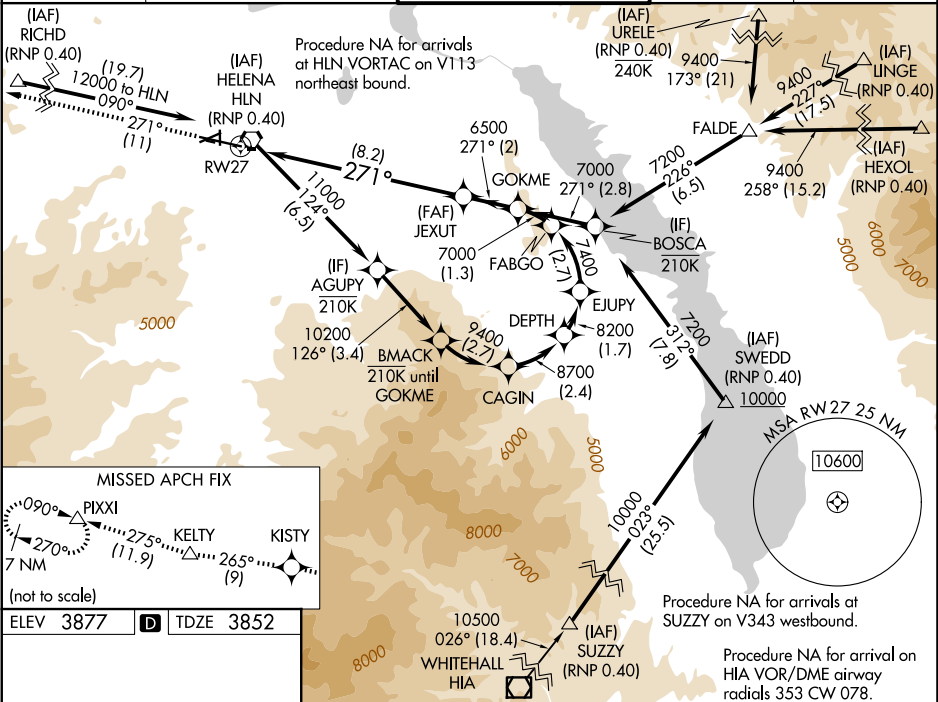 (IAF)
RICHD
(RNP 0.40)
(19.7)
12000 to HLN
090°
271°
(11)
(IAF)
HELENA
HLN
(RNP 0.40)
RW27
Procedure NA for arrivals
at HLN VORTAC on V113
northeast bound.
(IAF)
URELE
(RNP 0.40)
240K
9400
173° (21)
9400
227°
(17.5)
(IAF)
LINGE
(RNP 0.40)
FALDE
9400
258° (15.2)
(IAF)
HEXOL
(RNP 0.40)
7200
226°
(6.5)
(8.2)
271°
6500
271° (2)
GOKME
7000
271° (2.8)
(FAF)
JEXUT
7000
(1.3)
FABGO
(IF)
BOSCA
210K
11000
124°
(6.5)
(IF)
AGUPY
210K
10200
126° (3.4)
BMACK
210K until
GOKME
9400
(2.7)
CAGIN
8700
(2.4)
DEPTH
8200
(1.7)
EJUPY
7400
(2.7)
7200
312°
(7.8)
(IAF)
SWEDD
(RNP 0.40)
10000
5000
5000
6000
7000
6000
5000
8000
7000
8000
MSA RW27 25 NM
10600
10000
023°
(25.5)
MISSED APCH FIX
090°
PIXXI
270°
7 NM
275°
(11.9)
KELTY
265°
(9)
KISTY
(not to scale)
ELEV 3877 D TDZE 3852
10500
026° (18.4)
(IAF)
SUZZY
(RNP 0.40)
WHITEHALL
HIA
Procedure NA for arrivals at
SUZZY on V343 westbound.
Procedure NA for arrival on
HIA VOR/DME airway
radials 353 CW 078.